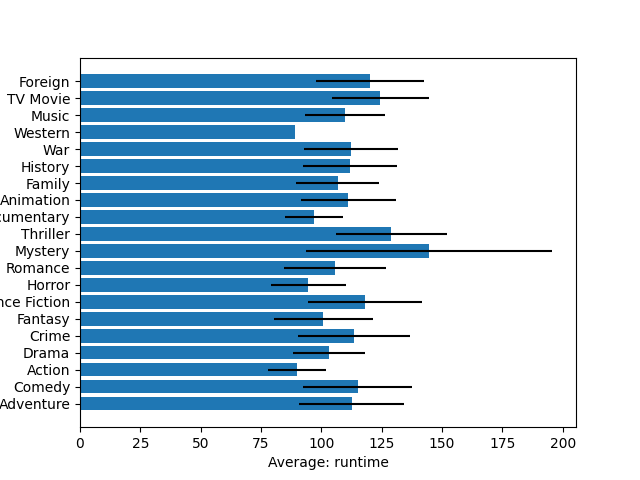 Foreign
TV Movie
Music
Western
War
History
Family
Animation
cumentary
Thriller
Mystery
Romance
Horror
nce Fiction
Fantasy
Crime
Drama
Action
Comedy
Adventure
0 25 50 75 100 125 150 175 200
Average: runtime